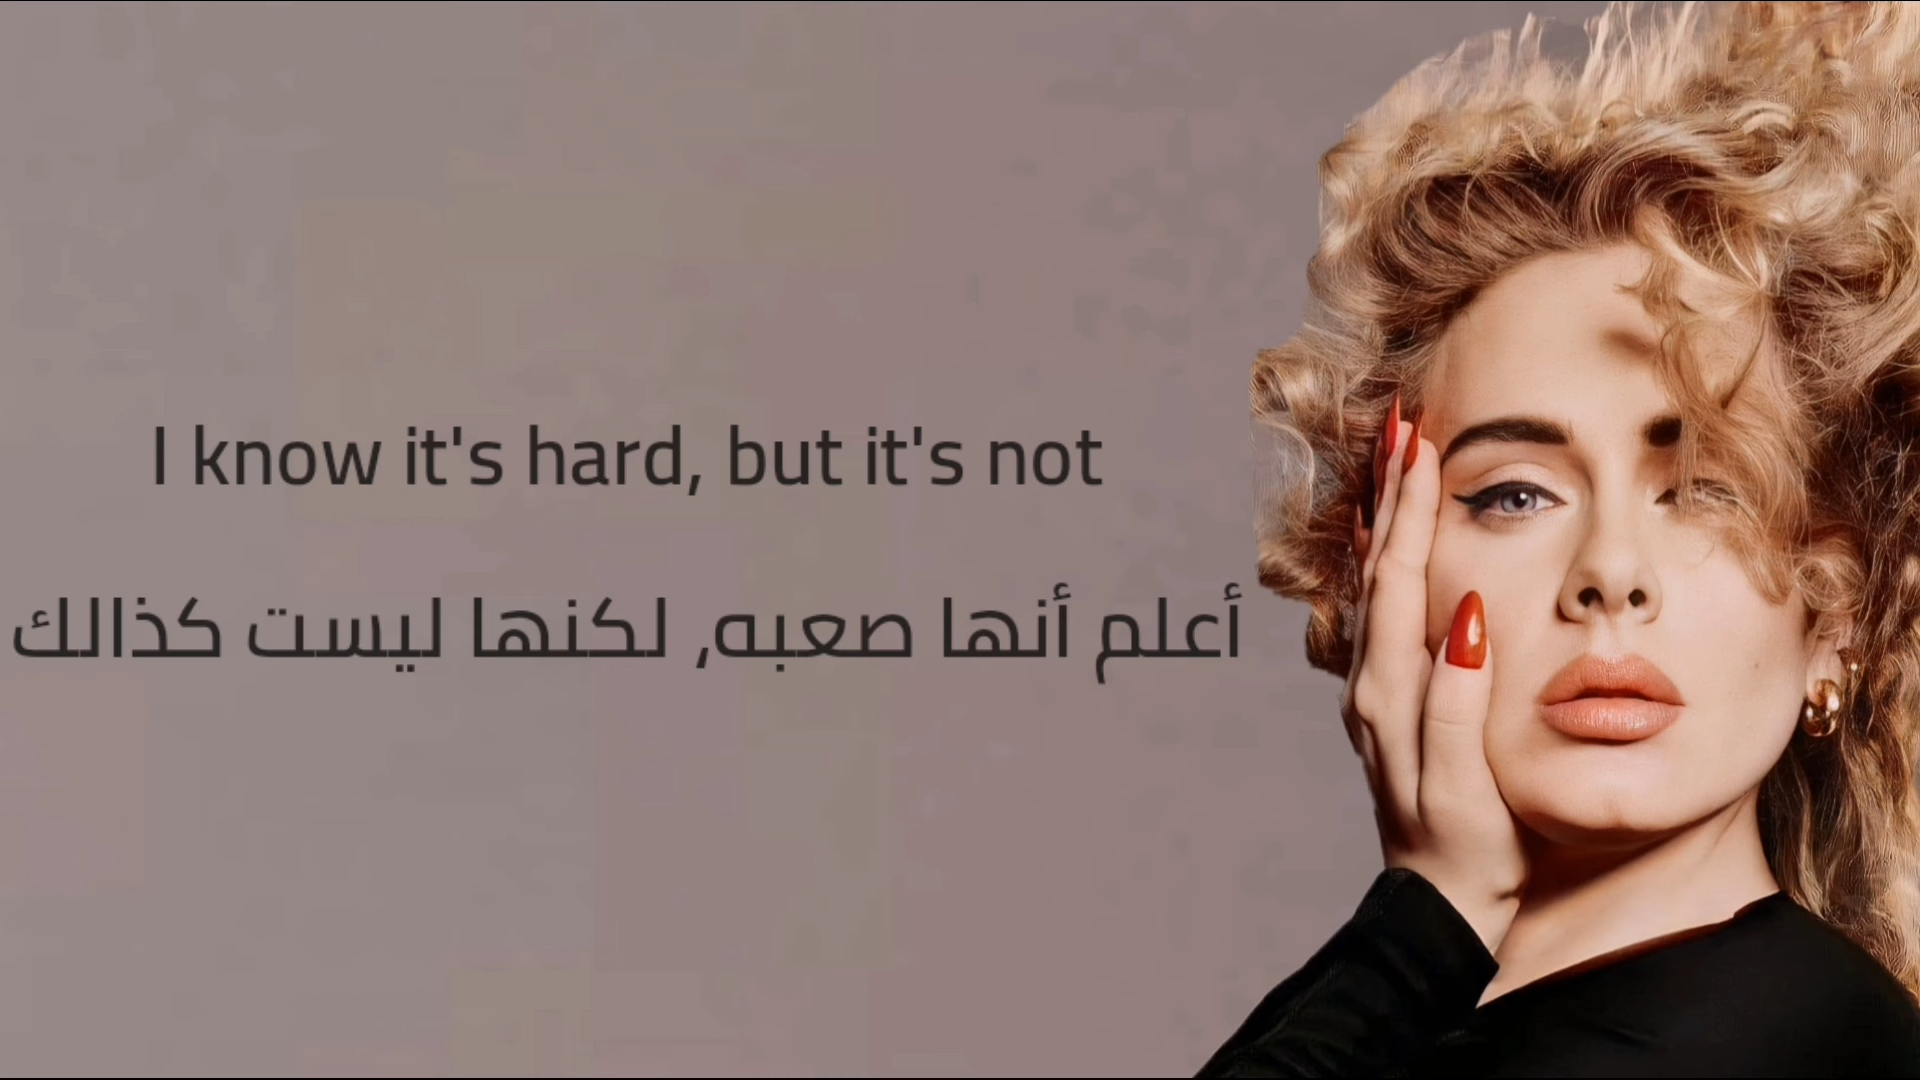 I know it's hard, but it's not
أعلم أنها صعبه, لكنها ليست كذالك